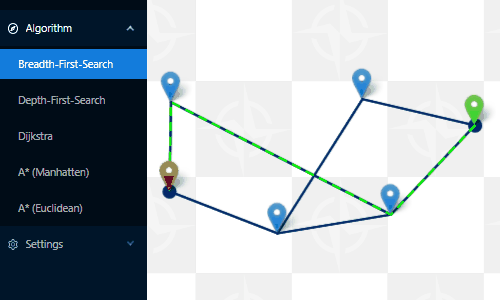 Algorithm
Breadth-First-Search
Depth-First-Search
Dijkstra
A* (Manhatten)
A* (Euclidean)
Settings